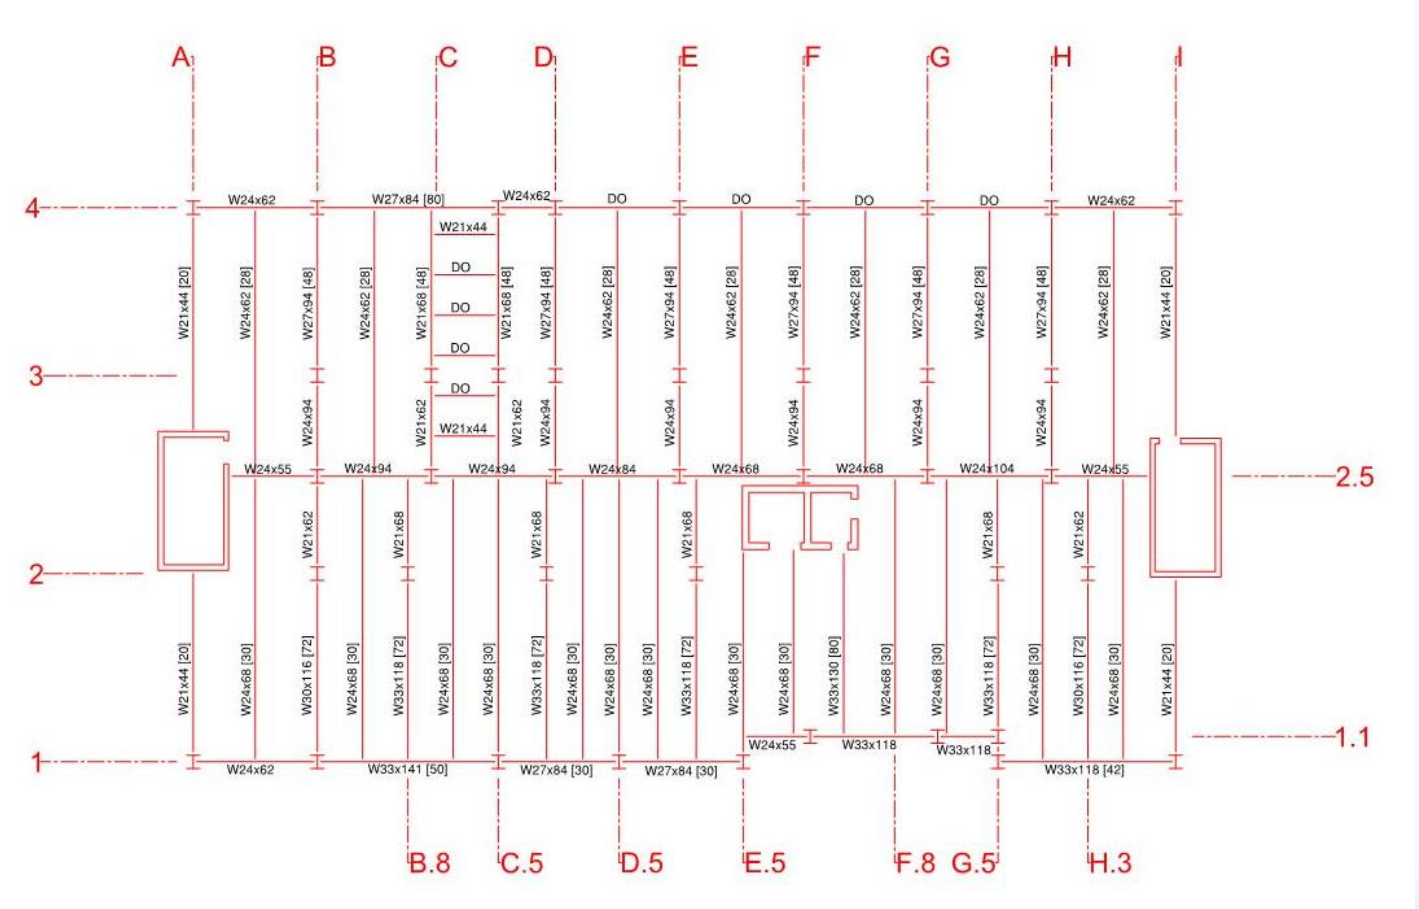 A B C D E F G H I
4
W24x62 W27x84 [80] W24x62 DO DO DO DO W24x62
W21x44
DO
DO
DO
DO
W21x44
W21x44 [20] W24x62 [28] W27x94 [48] W24x62 [28] W21x68 [48] W21x68 [48] W27x94 [48] W24x62 [28] W27x94 [48] W24x62 [28] W27x94 [48] W24x62 [28] W27x94 [48] W24x62 [28] W27x94 [48] W24x62 [28] W21x44 [20]
3
W24x94 W21x62 W21x62 W24x94 W24x94 W24x94 W24x94 W24x94
W24x55 W24x94 W24x94 W24x84 W24x68 W24x68 W24x104 W24x55
2.5
W21x62 W21x68 W21x68 W21x68 W21x68 W21x62
2
W21x44 [20] W24x68 [30] W30x116 [72] W24x68 [30] W33x118 [72] W24x68 [30] W24x68 [30] W33x118 [72] W24x68 [30] W24x68 [30] W24x68 [30] W33x118 [72] W24x68 [30] W24x68 [30] W33x130 [80] W24x68 [30] W24x68 [30] W33x118 [72] W24x68 [30] W30x116 [72] W24x68 [30] W21x44 [20]
1.1
W24x55 W33x118 W33x118
1
W24x62 W33x141 [50] W27x84 [30] W27x84 [30] W33x118 [42]
B.8 C.5 D.5 E.5 F.8 G.5 H.3